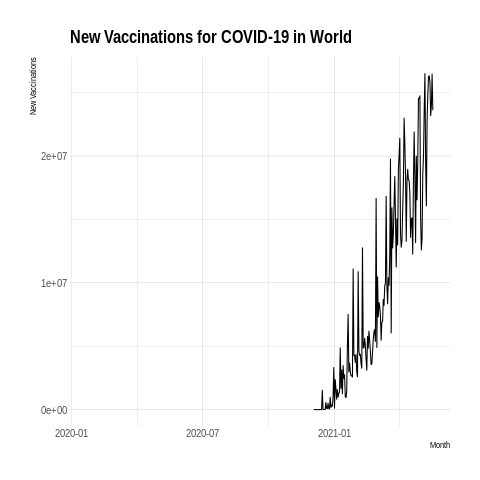 New Vaccinations for COVID-19 in World
New Vaccinations
2e+07
1e+07
0e+00
2020-01 2020-07 2021-01
Month